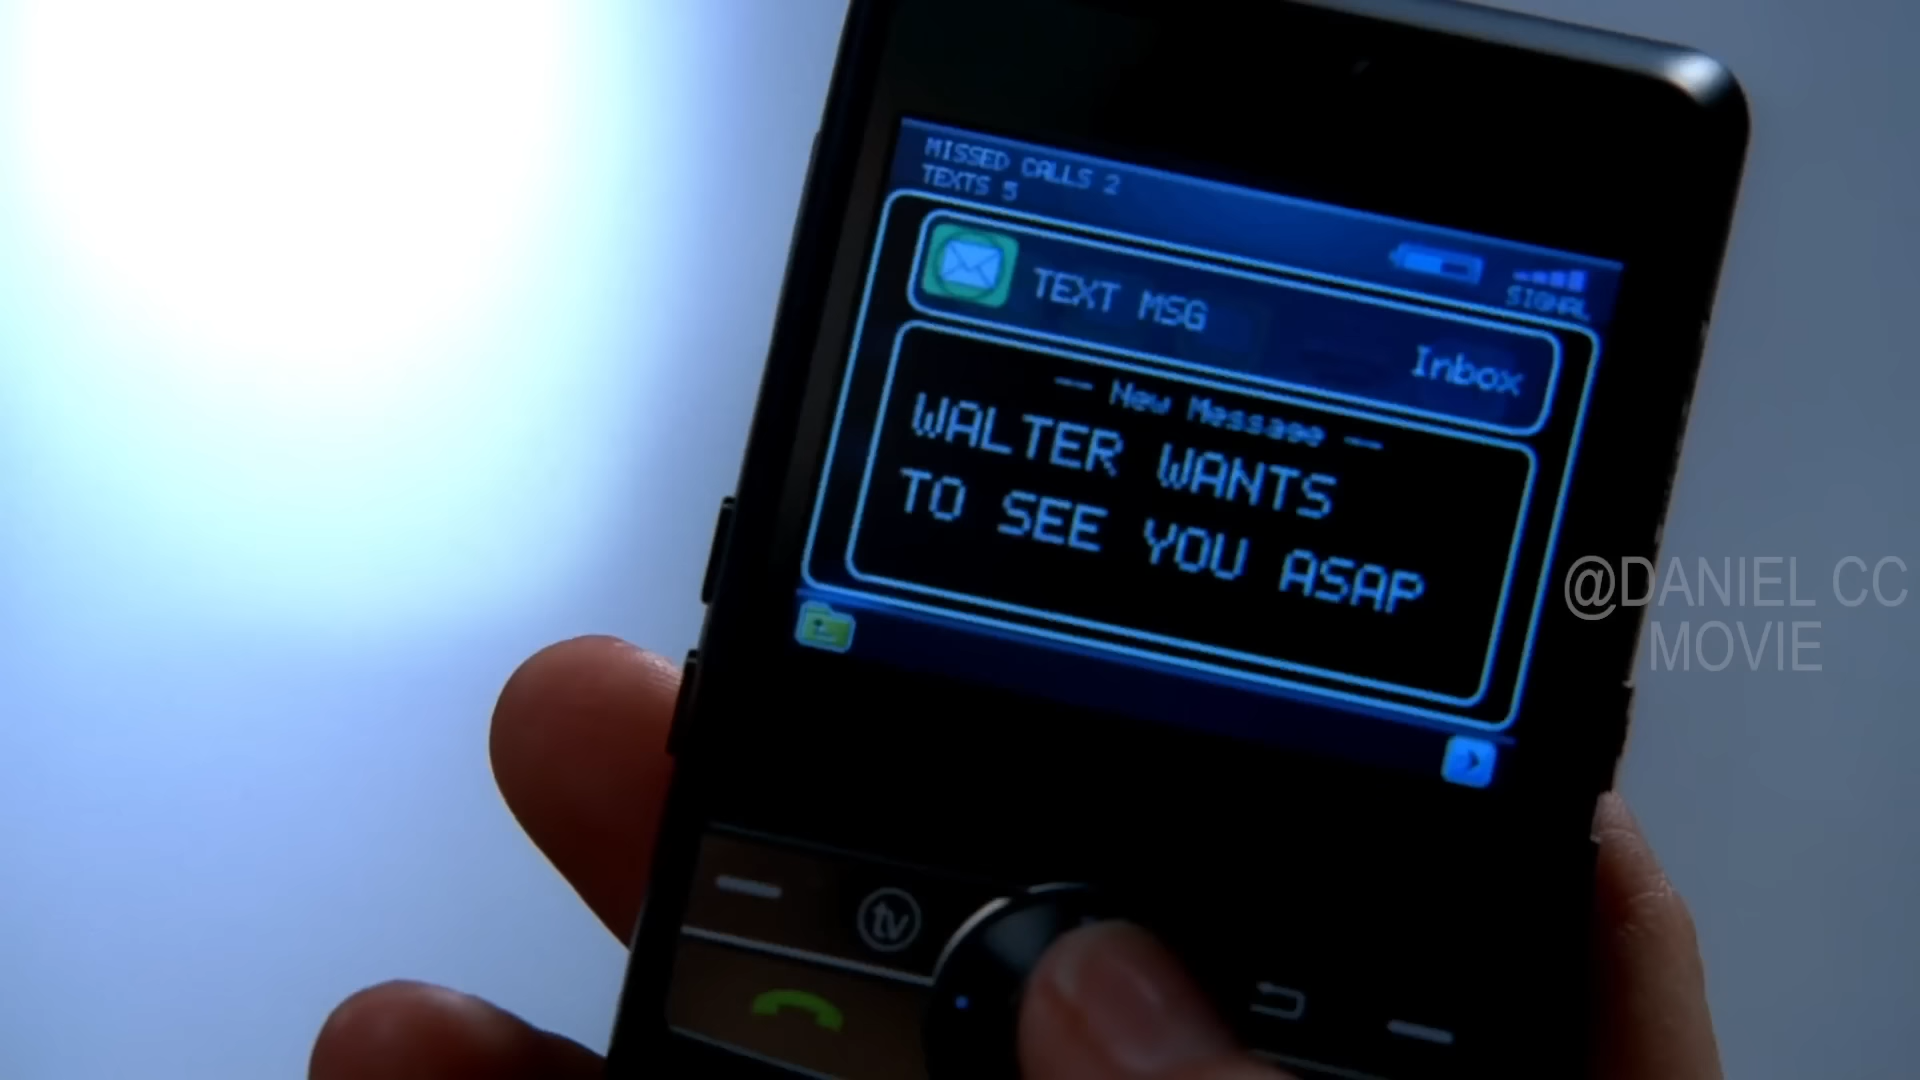 MISSED CALLS 2
TEXTS 5
SIGNAL
TEXT MSG
Inbox
-- New Message --
WALTER WANTS
TO SEE YOU ASAP
@DANIEL CC
MOVIE
tv